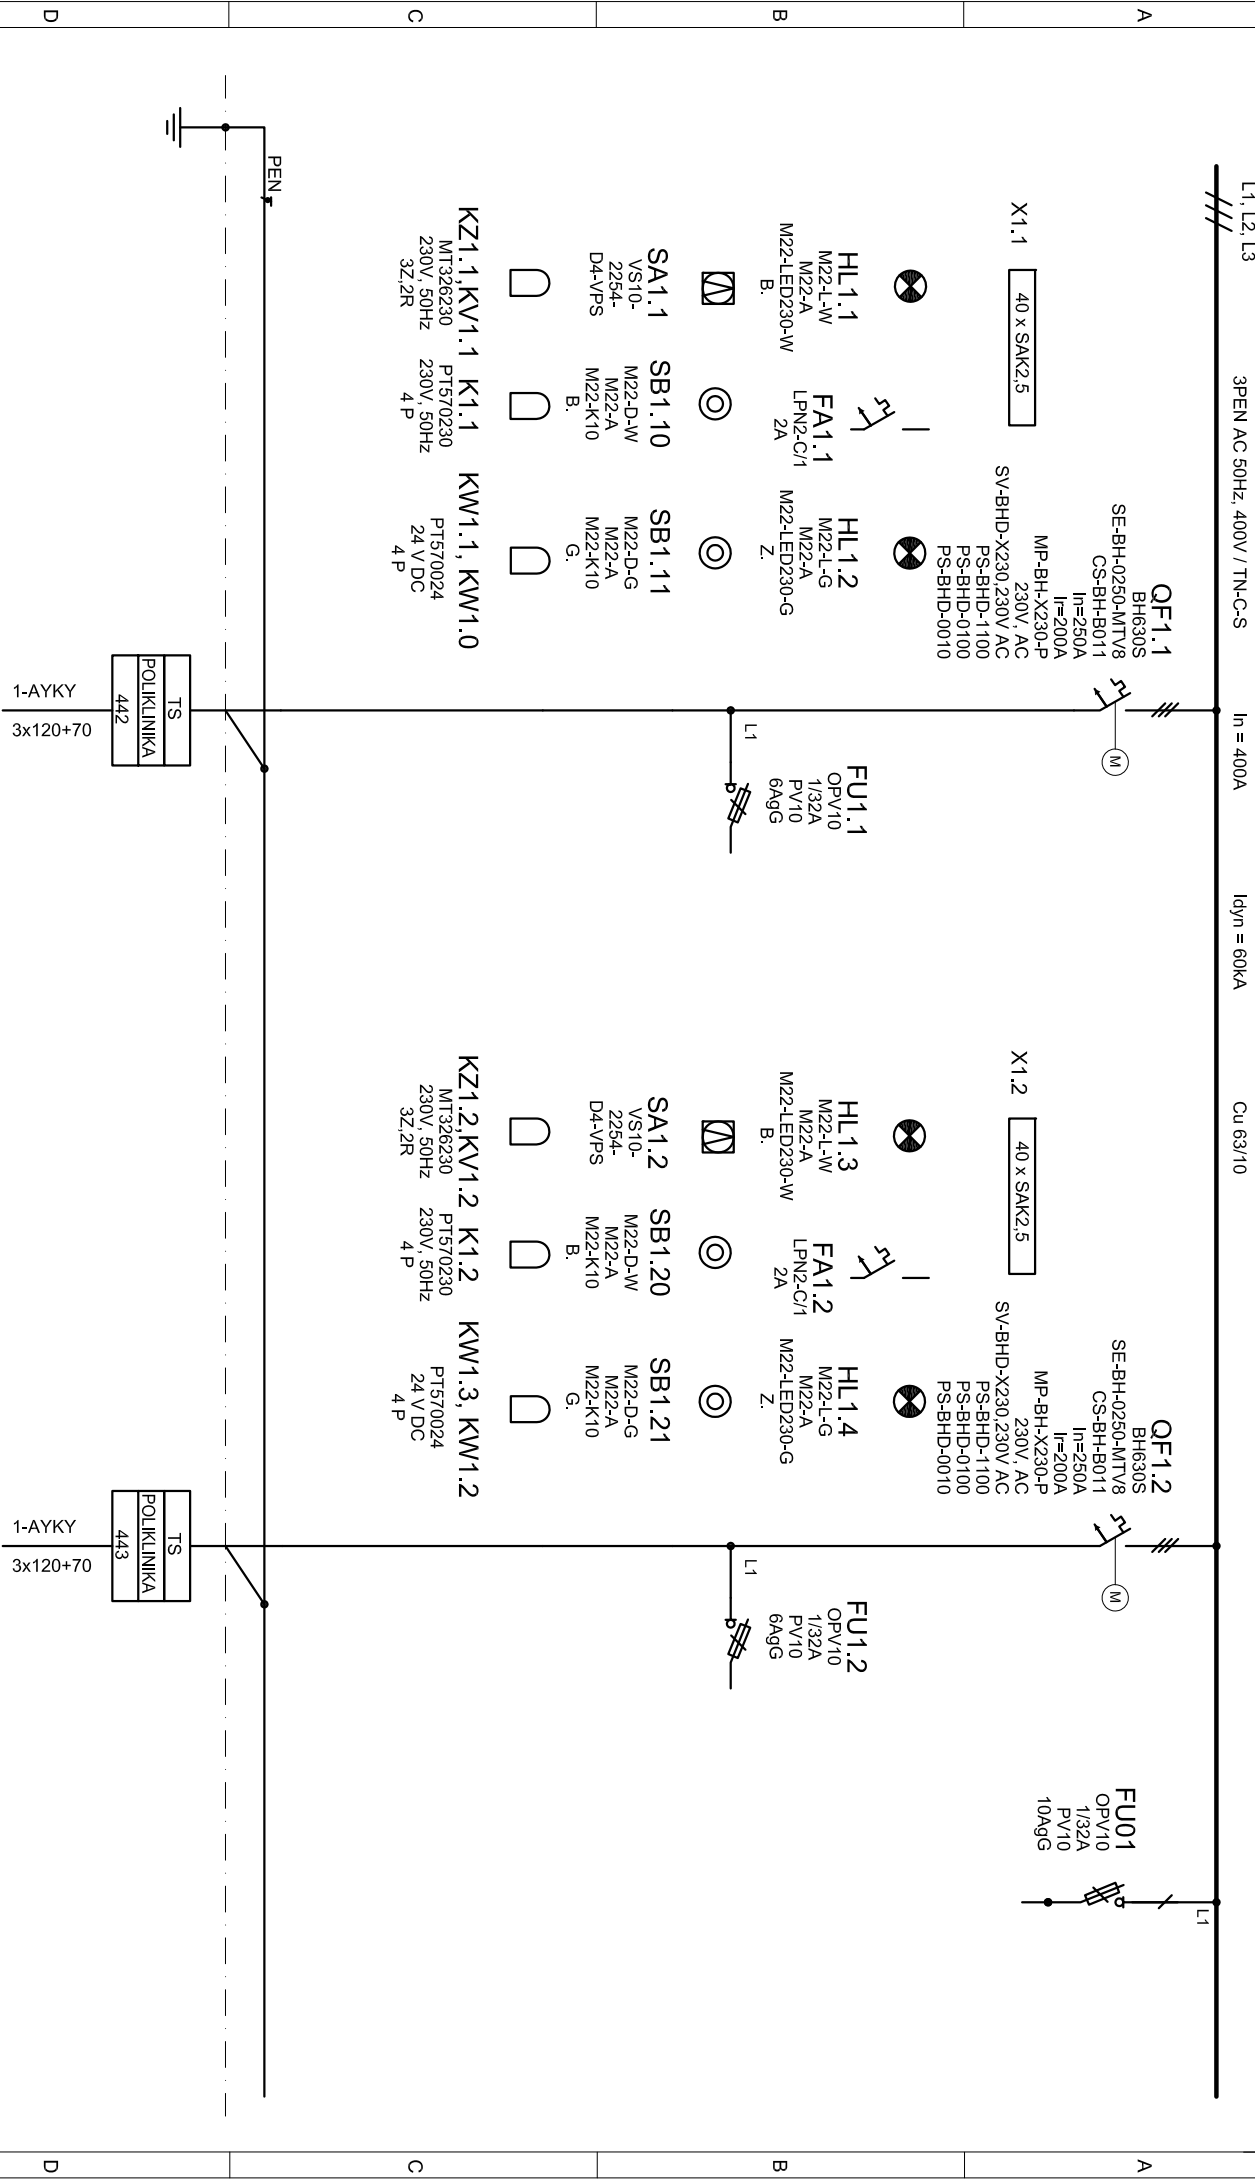 A
B
C
D
L1, L2, L3
3PEN AC 50Hz, 400V / TN-C-S
In = 400A
Idyn = 60kA
Cu 63/10
X1.1
40 x SAK2,5
QF1.1
BH630S
SE-BH-0250-MTV8
CS-BH-B011
In=250A
Ir=200A
MP-BH-X230-P
230V, AC
SV-BHD-X230,230V AC
PS-BHD-1100
PS-BHD-0100
PS-BHD-0010
M
HL1.1
M22-L-W
M22-A
M22-LED230-W
B.
FA1.1
LPN2-C/1
2A
HL1.2
M22-L-G
M22-A
M22-LED230-G
Z.
L1
FU1.1
OPV10
1/32A
PV10
6AgG
SA1.1
VS10-
2254-
D4-VPS
SB1.10
M22-D-W
M22-A
M22-K10
B.
SB1.11
M22-D-G
M22-A
M22-K10
G.
KZ1.1,KV1.1
MT326230
230V, 50Hz
3Z,2R
K1.1
PT570230
230V, 50Hz
4 P
KW1.1, KW1.0
PT570024
24 V DC
4 P
PEN
TS
POLIKLINIKA
442
1-AYKY
3x120+70
X1.2
40 x SAK2,5
QF1.2
BH630S
SE-BH-0250-MTV8
CS-BH-B011
In=250A
Ir=200A
MP-BH-X230-P
230V, AC
SV-BHD-X230,230V AC
PS-BHD-1100
PS-BHD-0100
PS-BHD-0010
M
HL1.3
M22-L-W
M22-A
M22-LED230-W
B.
FA1.2
LPN2-C/1
2A
HL1.4
M22-L-G
M22-A
M22-LED230-G
Z.
L1
FU1.2
OPV10
1/32A
PV10
6AgG
SA1.2
VS10-
2254-
D4-VPS
SB1.20
M22-D-W
M22-A
M22-K10
B.
SB1.21
M22-D-G
M22-A
M22-K10
G.
KZ1.2,KV1.2
MT326230
230V, 50Hz
3Z,2R
K1.2
PT570230
230V, 50Hz
4 P
KW1.3, KW1.2
PT570024
24 V DC
4 P
TS
POLIKLINIKA
443
1-AYKY
3x120+70
L1
FU01
OPV10
1/32A
PV10
10AgG
A
B
C
D